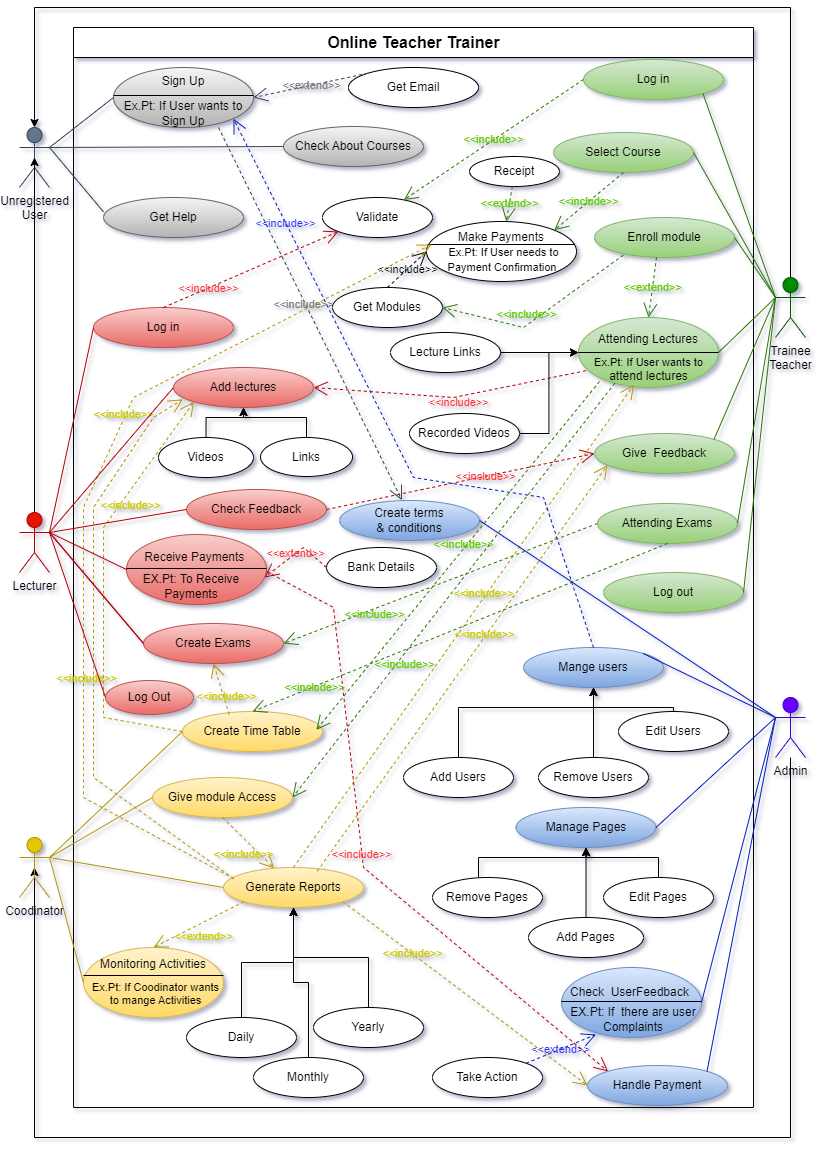 Online Teacher Trainer
Sign Up
Ex.Pt: If User wants to
Sign Up
<<extend>>
Get Email
Log in
<<include>>
Check About Courses
Select Course
Receipt
Unregistered
User
Get Help
<<include>>
Validate
<<extend>>
<<include>>
Make Payments
Ex.Pt: If User needs to
Payment Confirmation
Enroll module
<<include>>
<<include>>
<<extend>>
<<include>>
Get Modules
<<include>>
Log in
Trainee
Teacher
Lecture Links
Attending Lectures
Ex.Pt: If User wants to
attend lectures
Add lectures
<<include>>
<<include>>
Recorded Videos
Videos
Links
Give  Feedback
<<include>>
<<include>>
Check Feedback
Create terms
& conditions
Attending Exams
<<include>>
Lecturer
Receive Payments
EX.Pt: To Receive
Payments
<<extend>>
Bank Details
Log out
<<include>>
<<include>>
Create Exams
<<include>>
<<include>>
Mange users
<<include>>
<<include>>
Log Out
<<include>>
Create Time Table
Edit Users
Add Users
Remove Users
Admin
Give module Access
Manage Pages
<<include>>
<<include>>
Generate Reports
Remove Pages
Edit Pages
Coodinator
<<extend>>
Add Pages
<<include>>
Monitoring Activities
Ex.Pt: If Coodinator wants
to mange Activities
Check  UserFeedback
EX.Pt: If  there are user
Complaints
Daily
Yearly
<<extend>>
Monthly
Take Action
Handle Payment